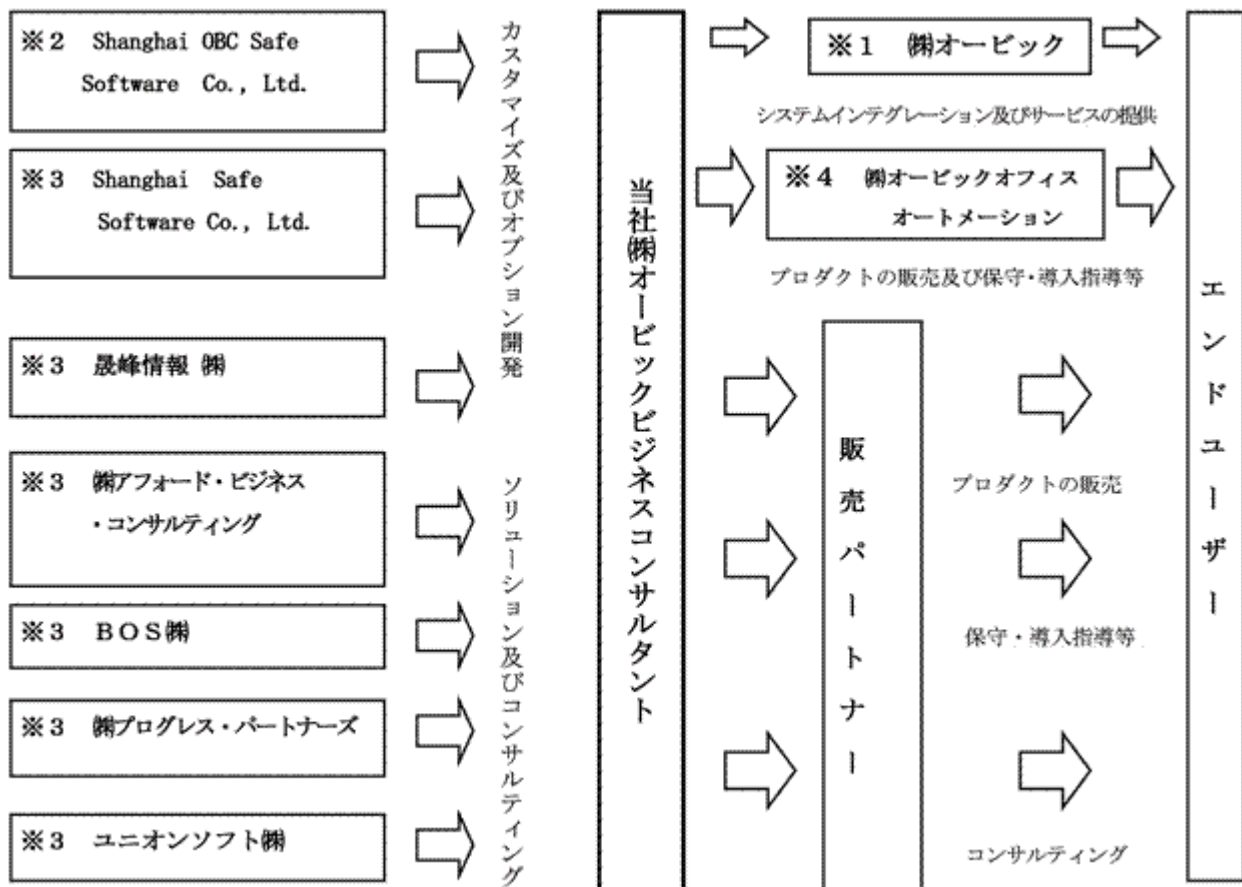 ※2 Shanghai OBC Safe
Software Co., Ltd.
※3 Shanghai Safe
Software Co., Ltd.
※3 晟峰情報 ㈱
※3 ㈱アフォード・ビジネス
・コンサルティング
※3 BOS㈱
※3 ㈱プログレス・パートナーズ
※3 ユニオンソフト㈱
カスタマイズ及びオプション開発
ソリューション及びコンサルティング
当社㈱オービックビジネスコンサルタント
※1 ㈱オービック
システムインテグレーション及びサービスの提供
※4 ㈱オービックオフィス
オートメーション
プロダクトの販売及び保守・導入指導等
販売パートナー
プロダクトの販売
保守・導入指導等
コンサルティング
エンドユーザー